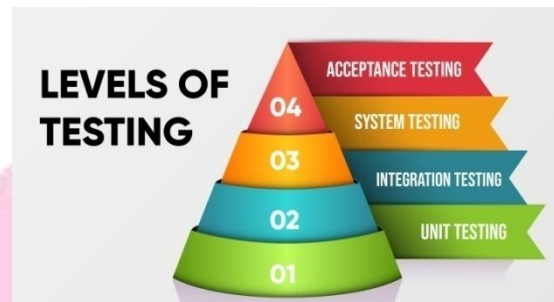 LEVELS OF
TESTING
04 ACCEPTANCE TESTING
03 SYSTEM TESTING
02 INTEGRATION TESTING
01 UNIT TESTING